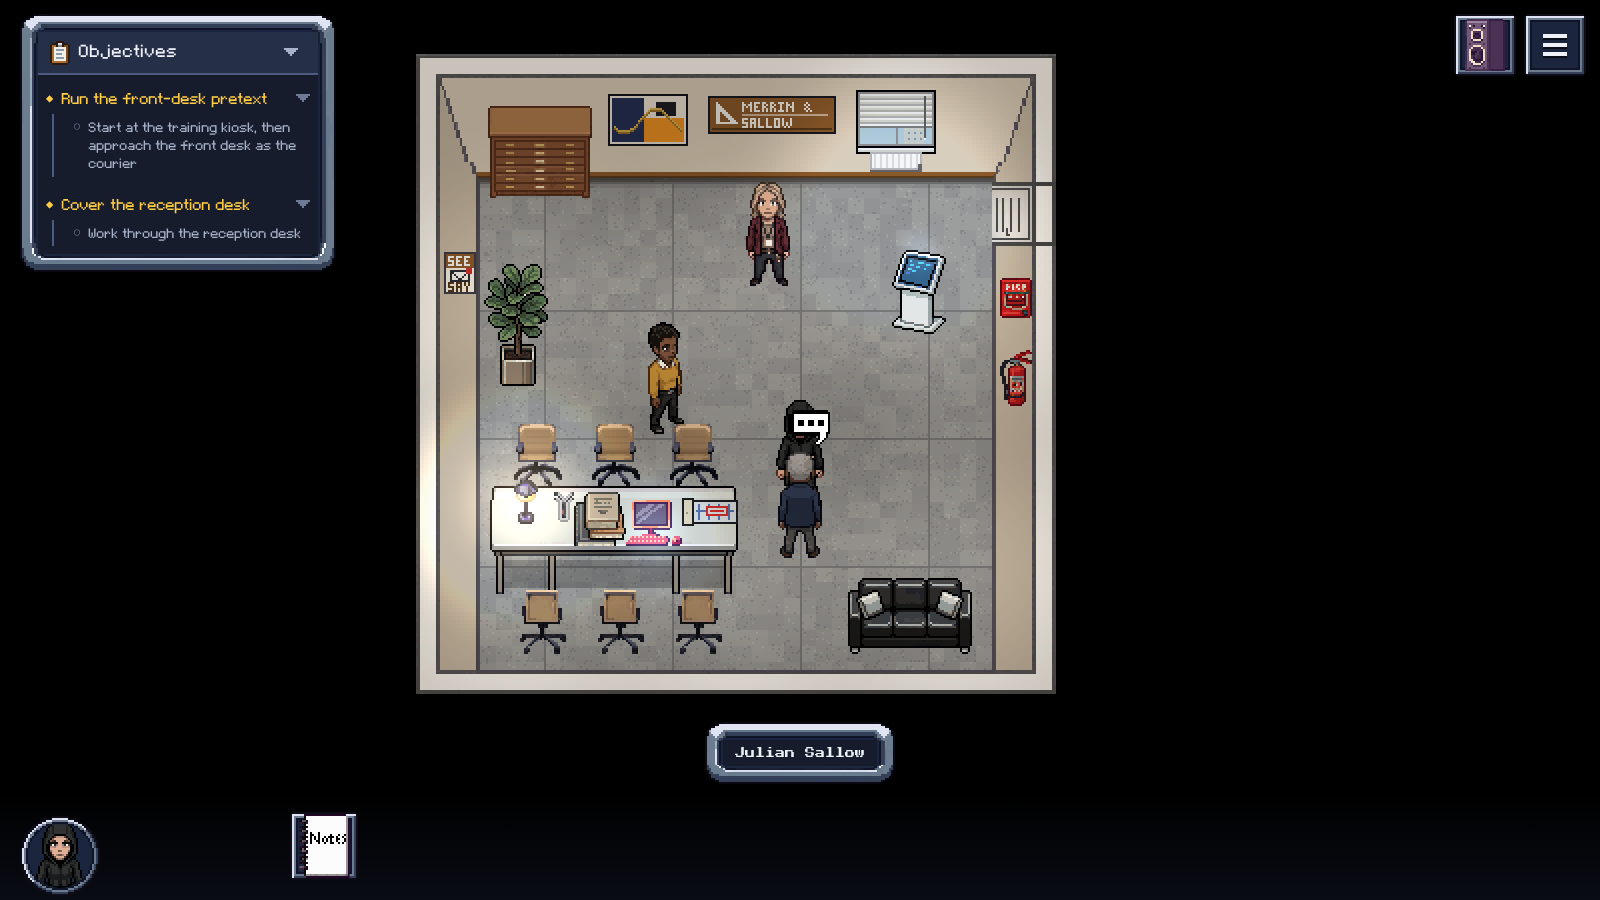 Objectives
Run the front-desk pretext
Start at the training kiosk, then
approach the front desk as the
courier
Cover the reception desk
Work through the reception desk
MERRIN &
SALLOW
SEE
SAY
Julian Sallow
Notes